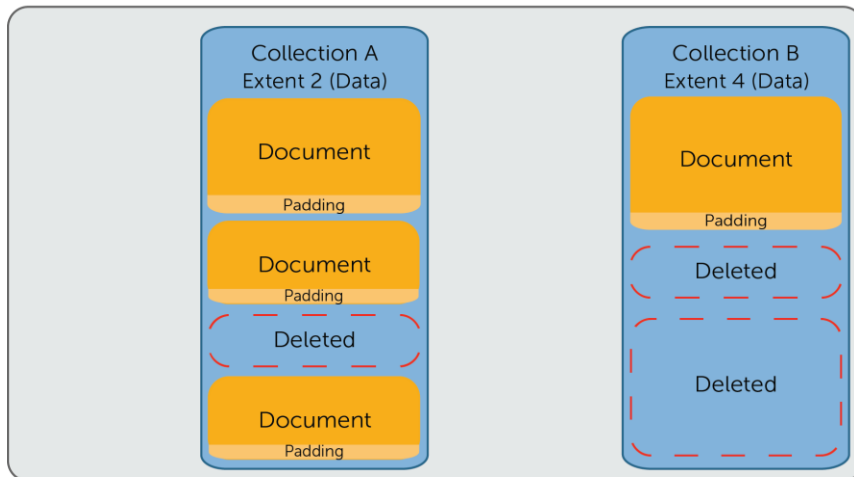 Collection A
Extent 2 (Data)
Document
Padding
Document
Padding
Deleted
Document
Padding
Collection B
Extent 4 (Data)
Document
Padding
Deleted
Deleted